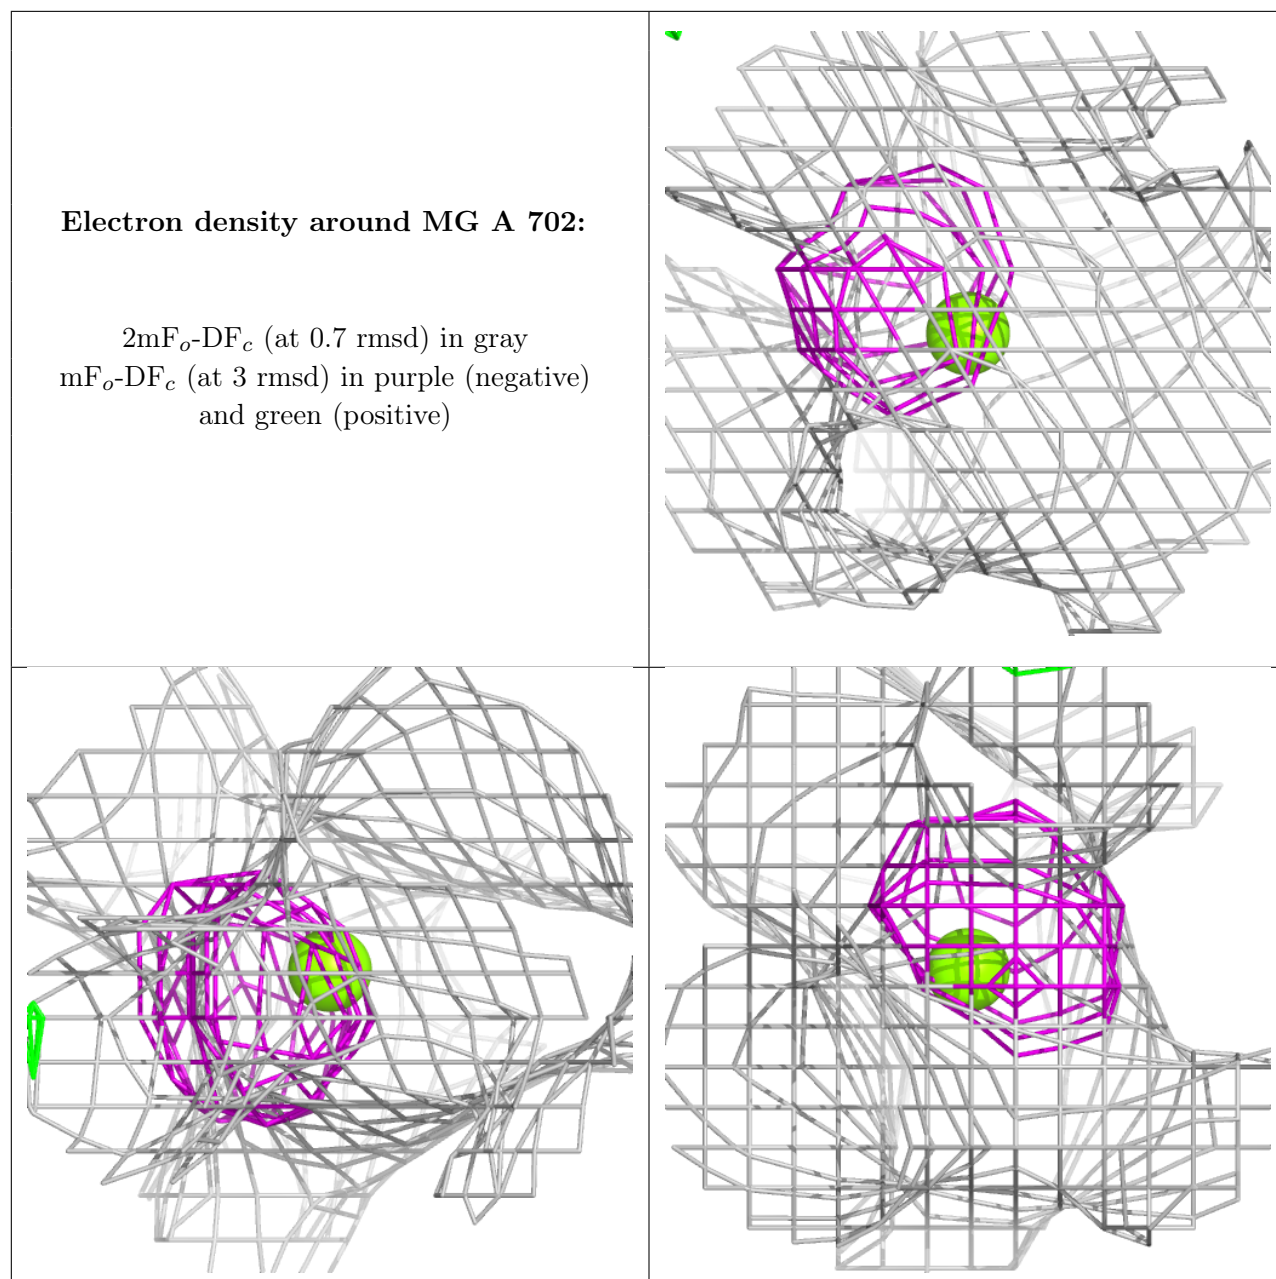 Electron density around MG A 702:
2mFo-DFc (at 0.7 rmsd) in gray
mFo-DFc (at 3 rmsd) in purple (negative)
and green (positive)